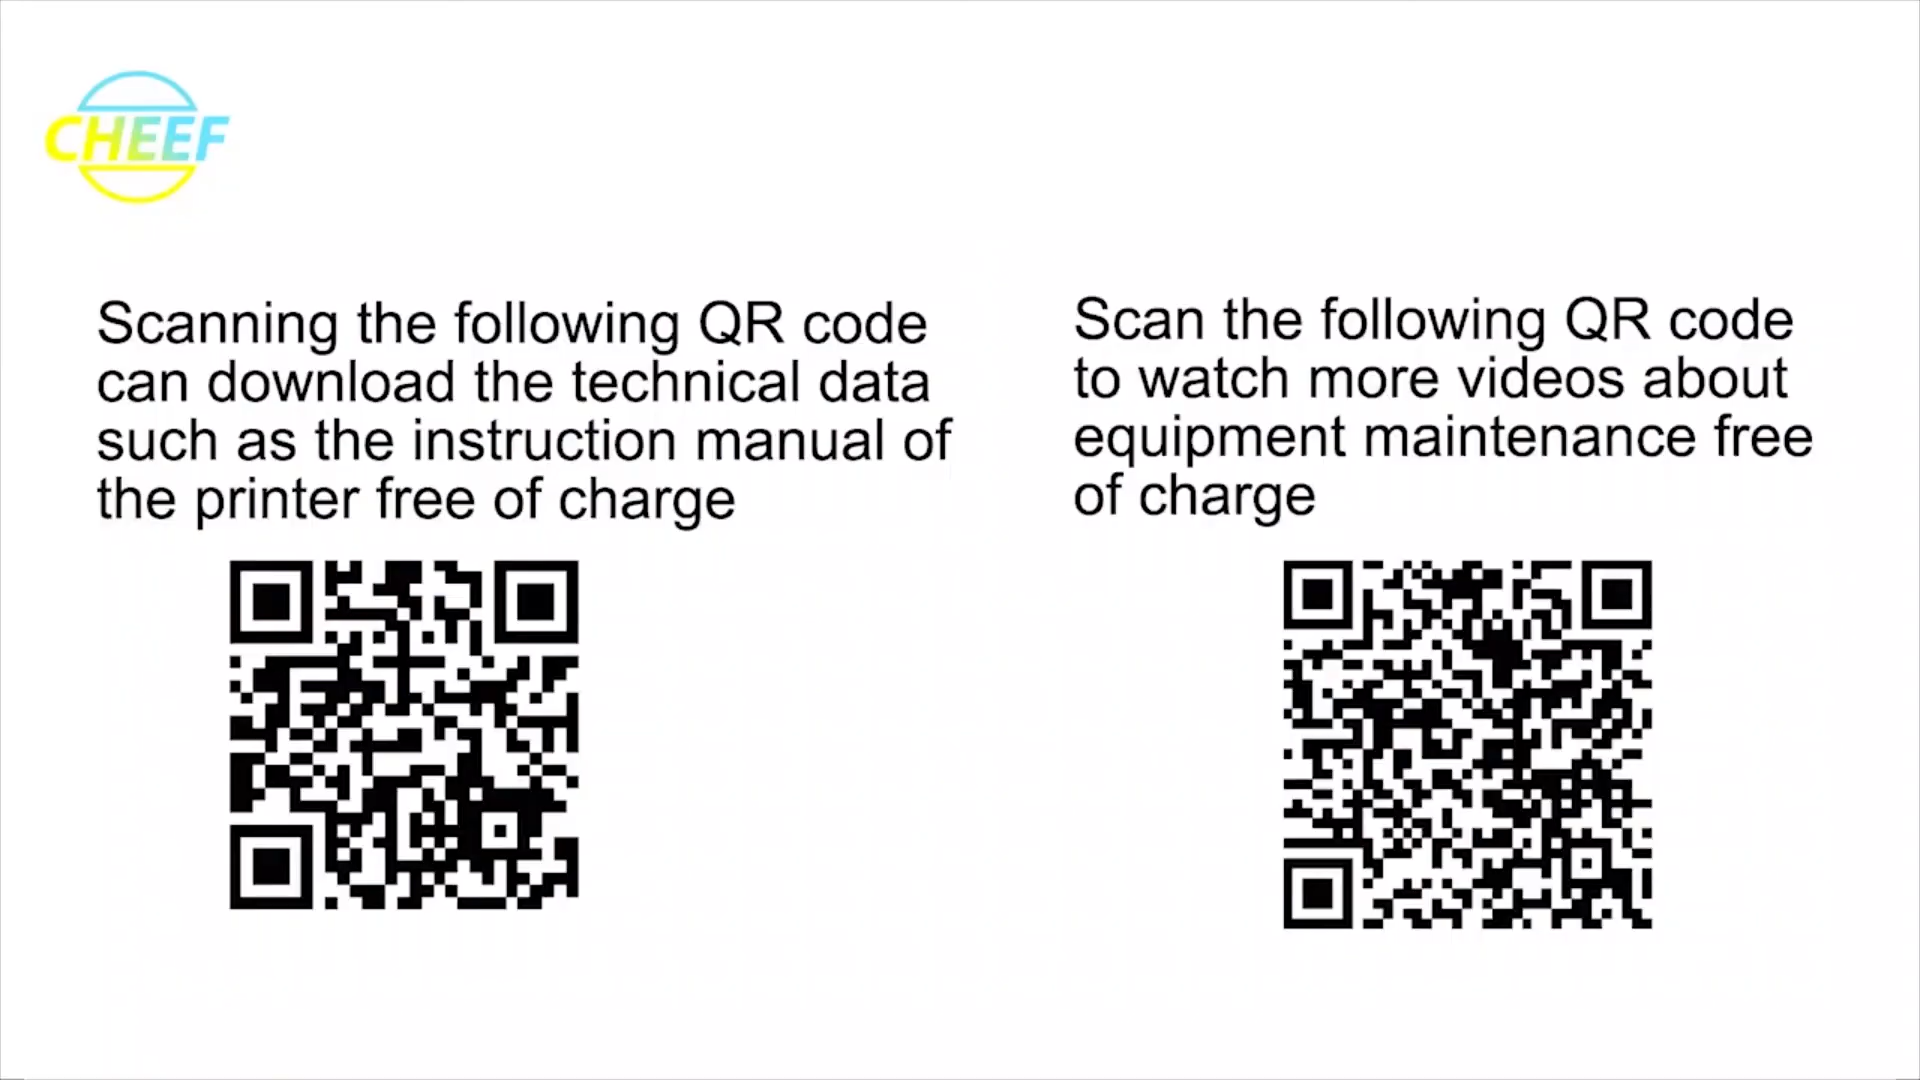 CHEEF
Scanning the following QR code
can download the technical data
such as the instruction manual of
the printer free of charge
Scan the following QR code
to watch more videos about
equipment maintenance free
of charge